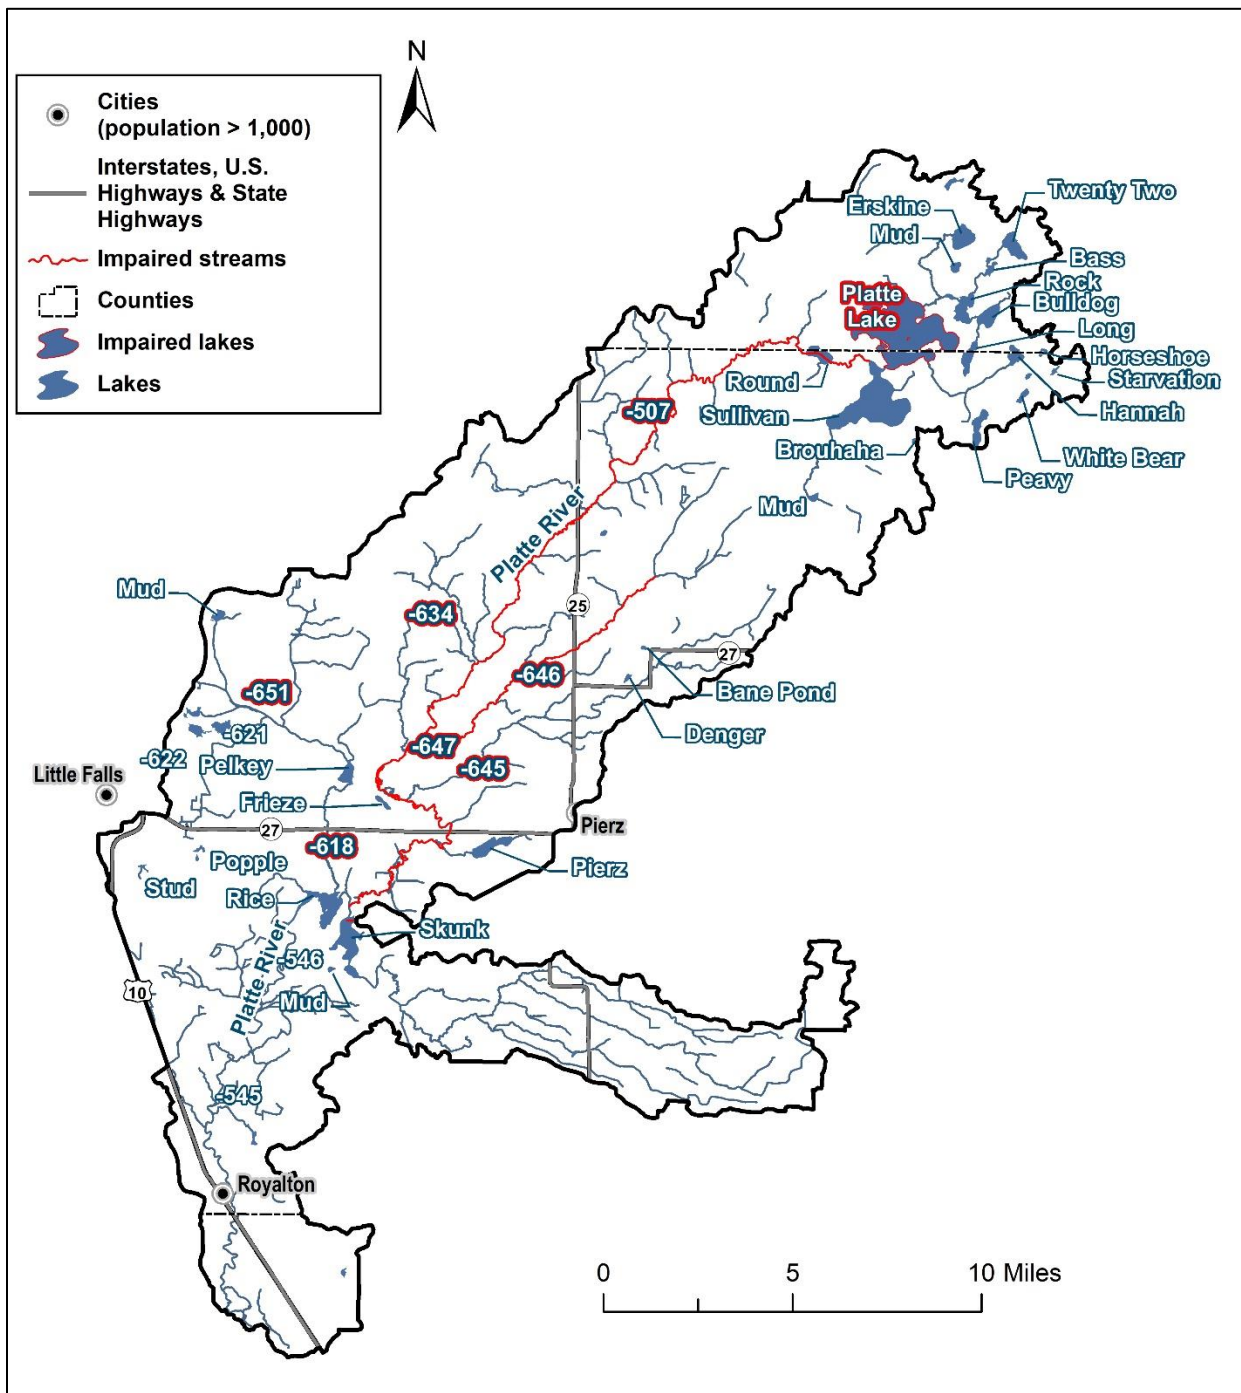 N
Cities
(population > 1,000)
Interstates, U.S.
Highways & State
Highways
Impaired streams
Counties
Impaired lakes
Lakes
Twenty Two
Erskine
Mud
Bass
Rock
Platte
Lake
Bulldog
Long
Horseshoe
Round
Starvation
-507
Sullivan
Hannah
Brouhaha
White Bear
Peavy
Mud
Platte River
Mud
25
-634
27
-646
-651
Bane Pond
-621
Denger
-647
-622
Pelkey
-645
Little Falls
Frieze
27
Pierz
-618
Popple
Pierz
Stud
Rice
Skunk
Platte River
-546
10
Mud
-545
Royalton
0 5 10 Miles